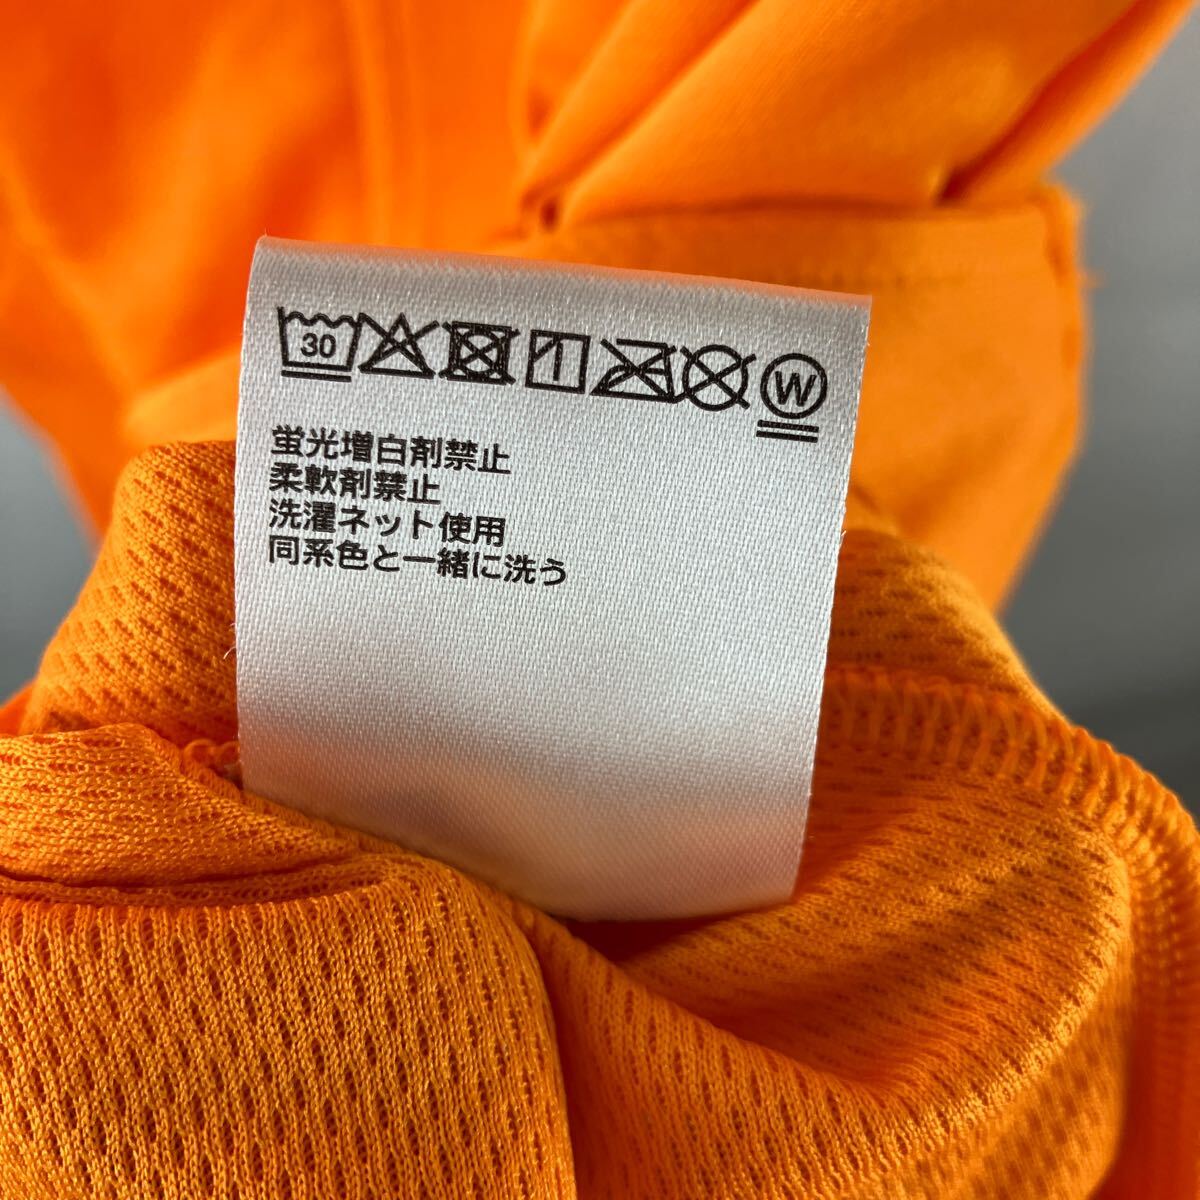 30 W
蛍光増白剤禁止
柔軟剤禁止
洗濯ネット使用
同系色と一緒に洗う